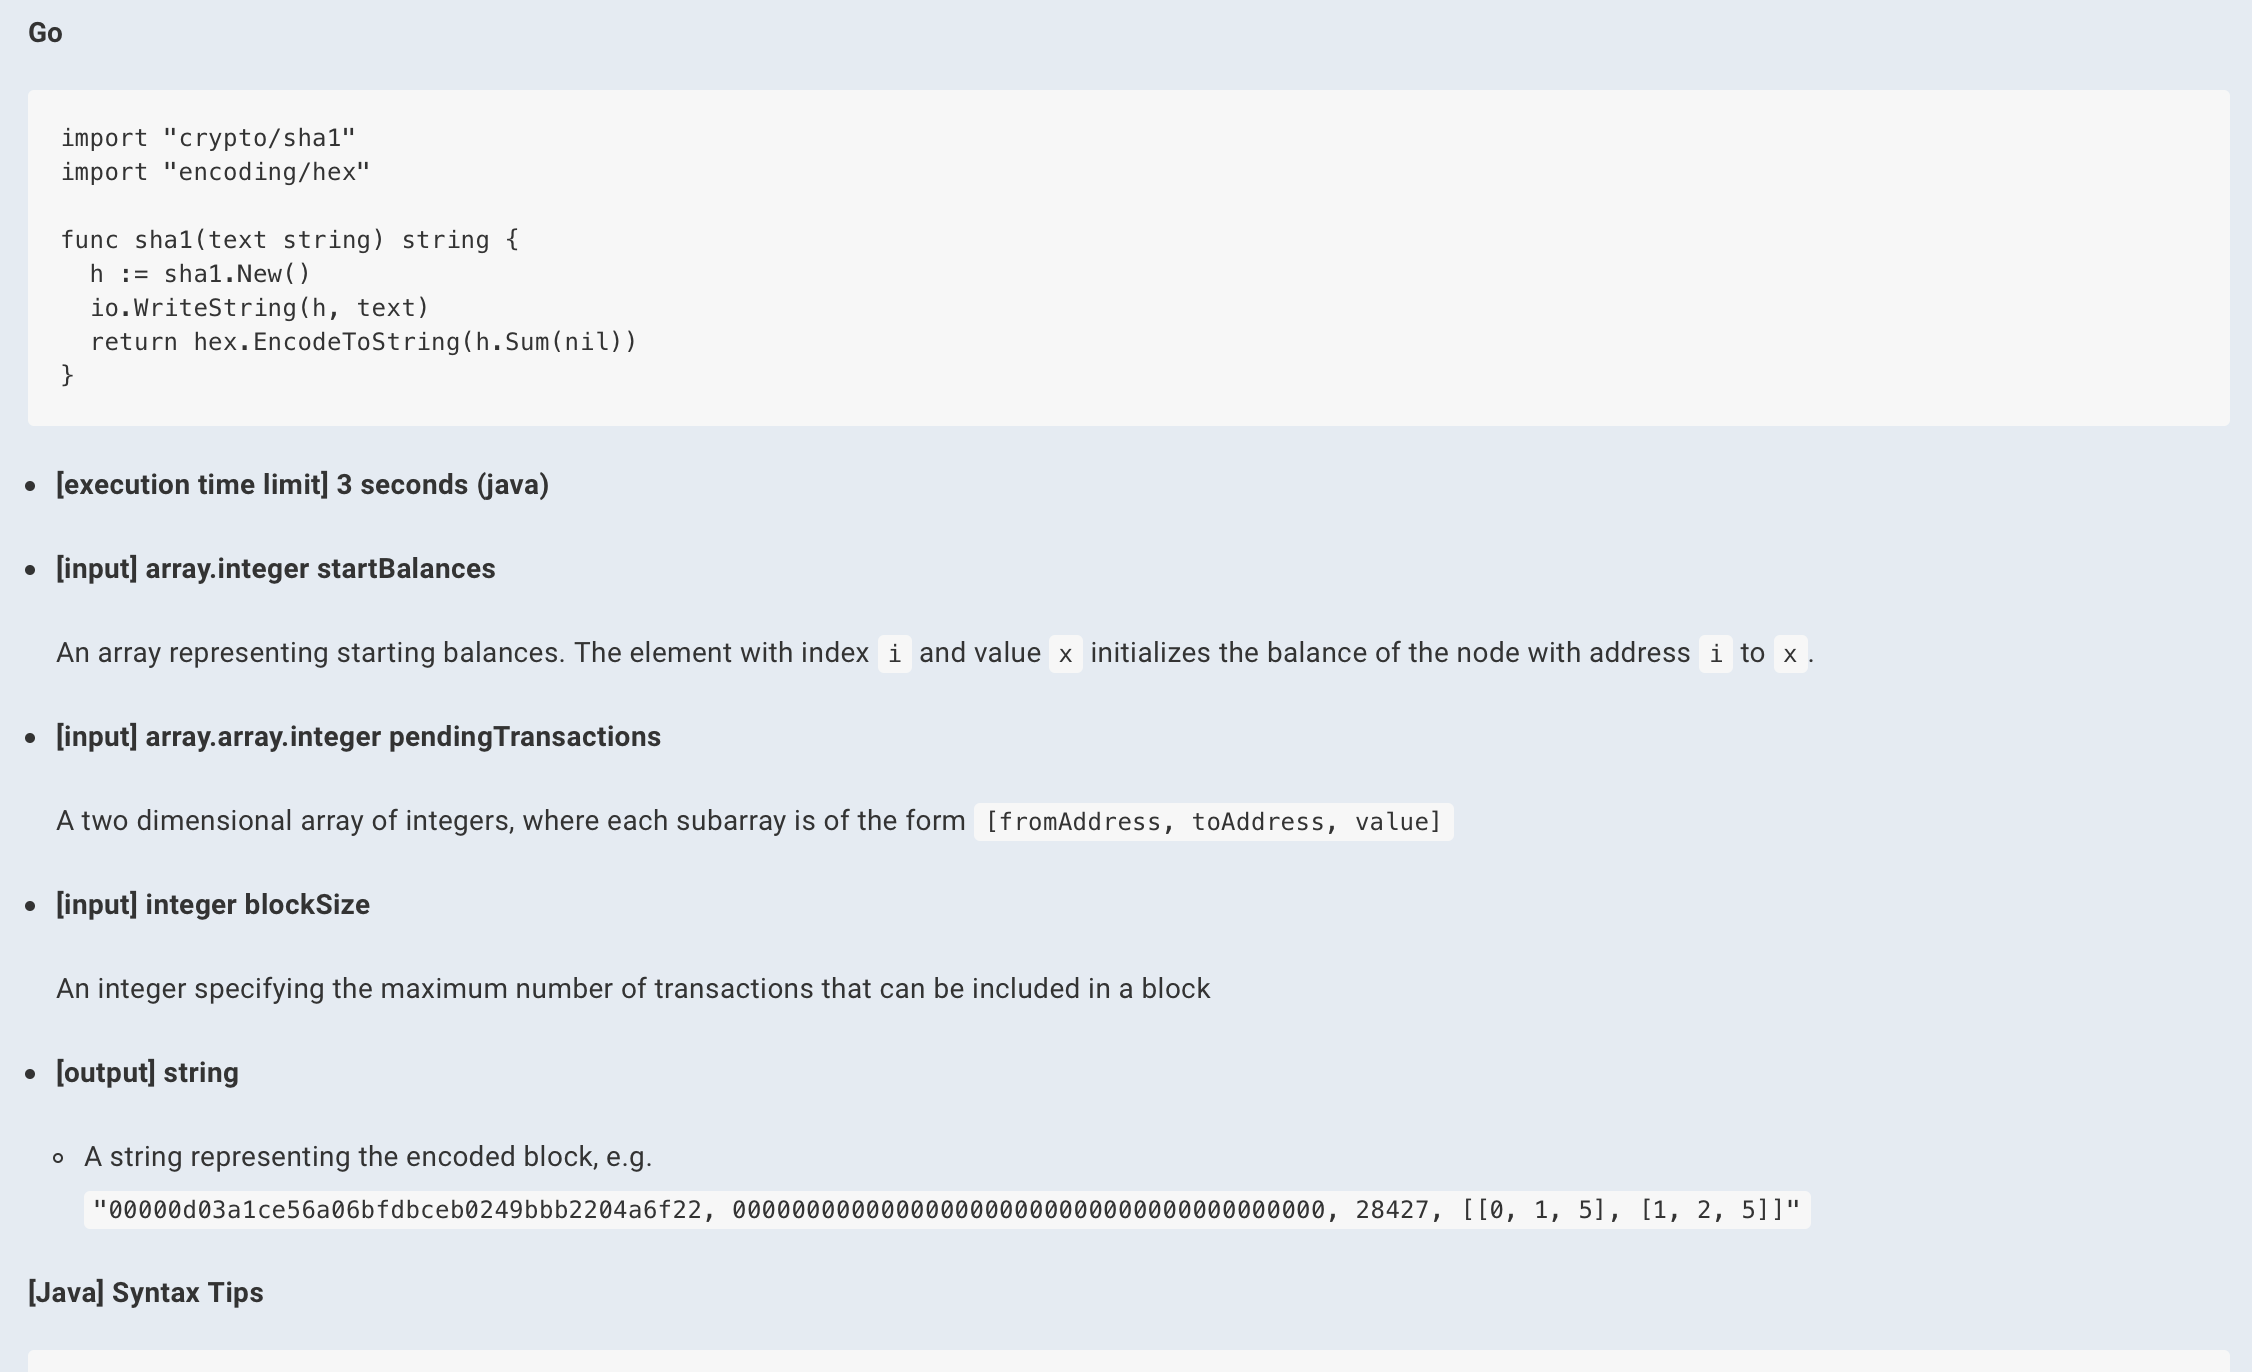 Go
import "crypto/sha1"
import "encoding/hex"
func sha1(text string) string {
  h := sha1.New()
  io.WriteString(h, text)
  return hex.EncodeToString(h.Sum(nil))
}
[execution time limit] 3 seconds (java)
[input] array.integer startBalances
An array representing starting balances. The element with index i and value x initializes the balance of the node with address i to x.
[input] array.array.integer pendingTransactions
A two dimensional array of integers, where each subarray is of the form [fromAddress, toAddress, value]
[input] integer blockSize
An integer specifying the maximum number of transactions that can be included in a block
[output] string
A string representing the encoded block, e.g.
"00000d03a1ce56a06bfdbceb0249bbb2204a6f22, 0000000000000000000000000000000000000000, 28427, [[0, 1, 5], [1, 2, 5]]"
[Java] Syntax Tips